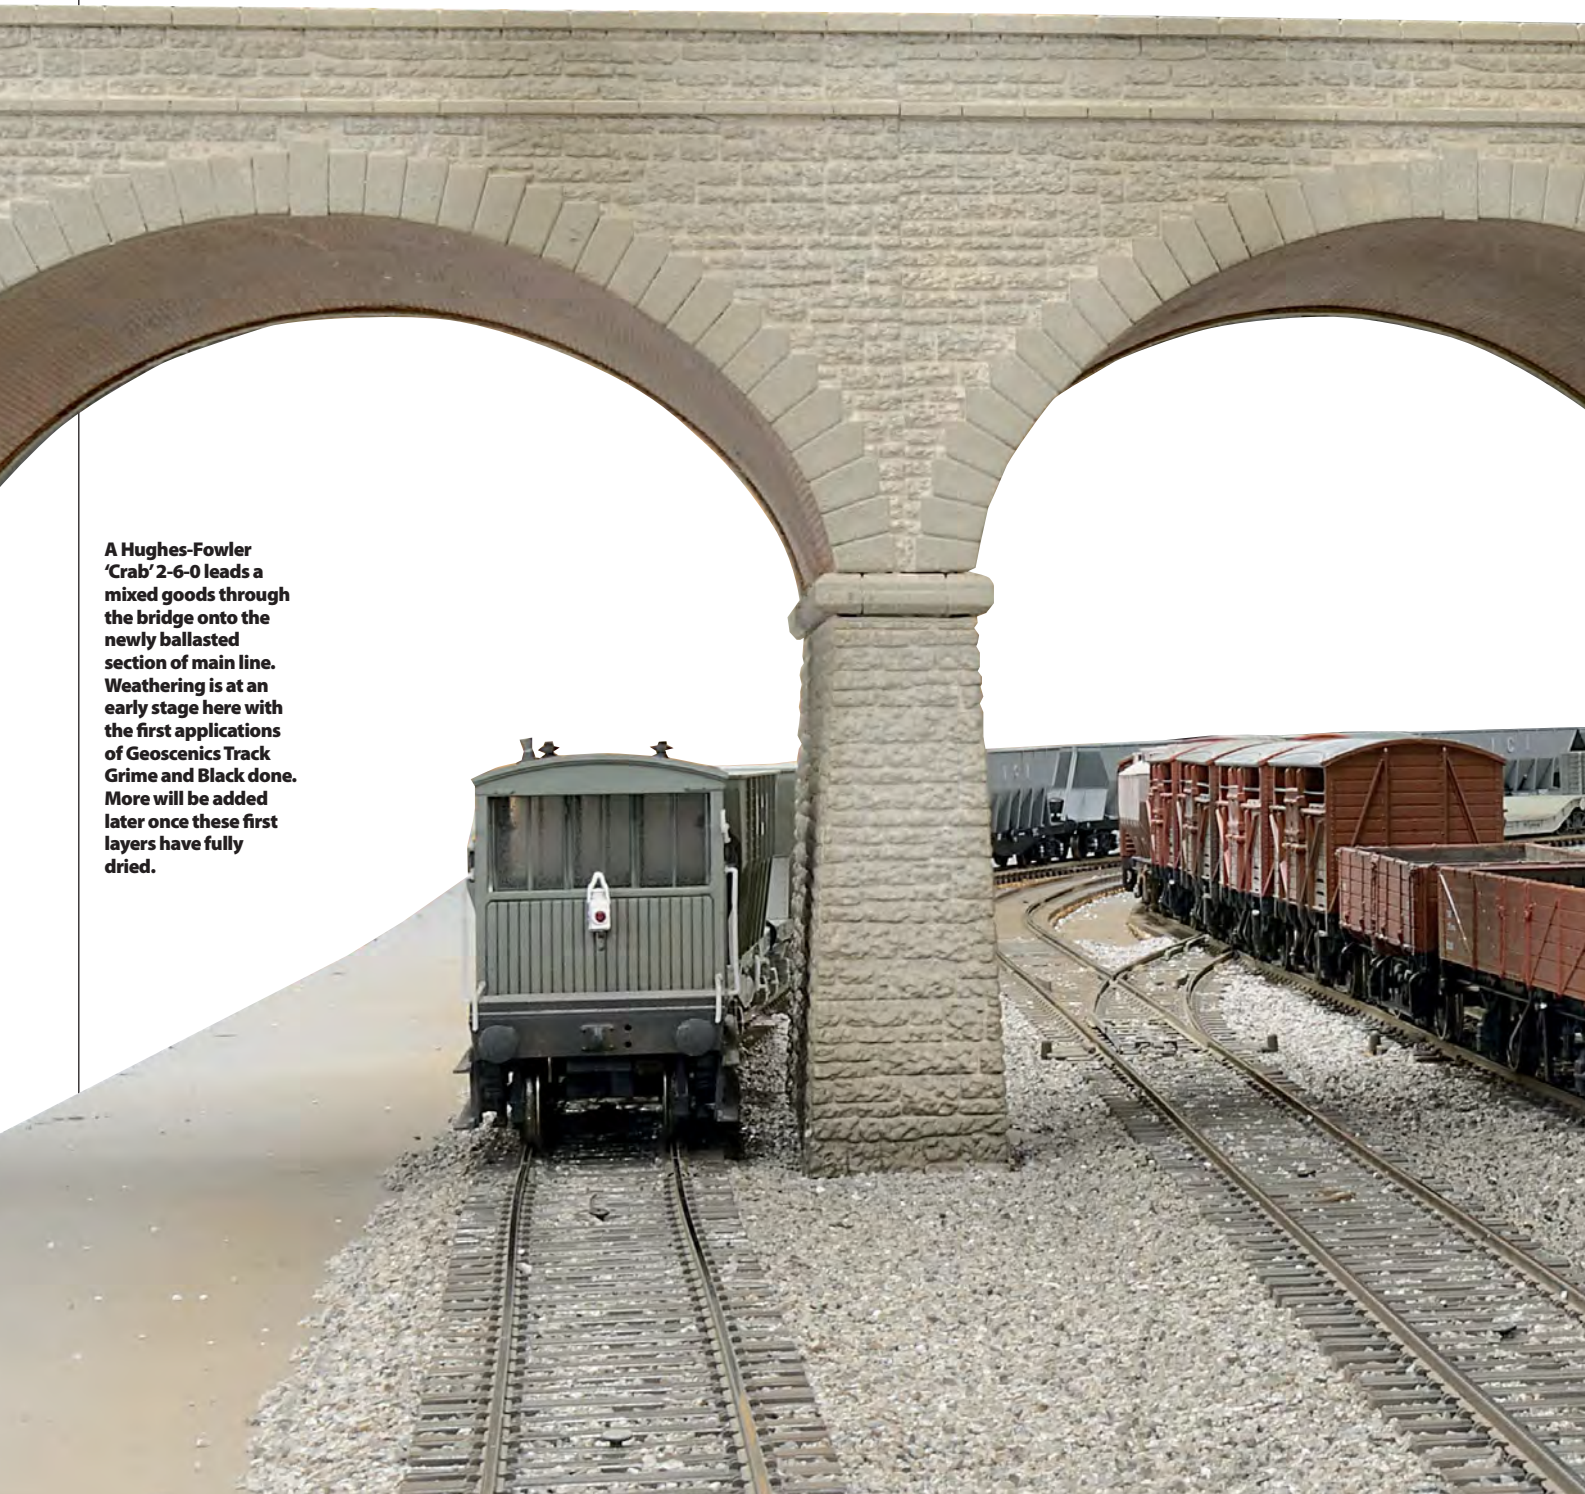 A Hughes-Fowler
‘Crab’ 2-6-0 leads a
mixed goods through
the bridge onto the
newly ballasted
section of main line.
Weathering is at an
early stage here with
the first applications
of Geoscenics Track
Grime and Black done.
More will be added
later once these first
layers have fully
dried.
I C I
I C I